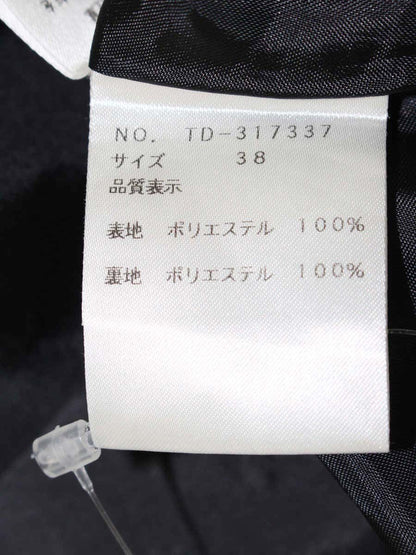 NO. TD-317337
サイズ 38
品質表示
表地 ポリエステル 100%
裏地 ポリエステル 100%